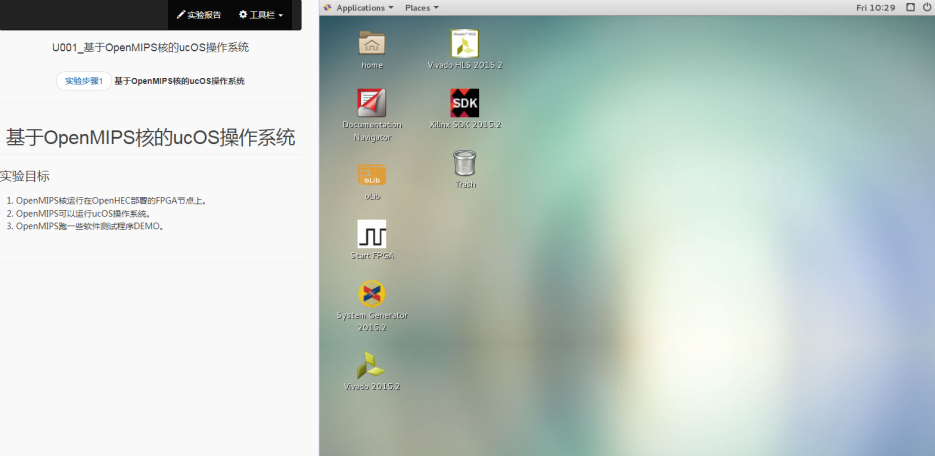 实验报告 工具栏
U001_基于OpenMIPS核的ucOS操作系统
实验步骤1 基于OpenMIPS核的ucOS操作系统
基于OpenMIPS核的ucOS操作系统
实验目标
1. OpenMIPS核运行在OpenHEC部署的FPGA节点上。
2. OpenMIPS可以运行ucOS操作系统。
3. OpenMIPS跑一些软件测试程序DEMO。
Applications Places Fri 10:29
home
Vivado HLS 2015.2
Documentation
Navigator
SDK
Xilinx SDK 2015.2
oLib
oLib
Trash
Start FPGA
System Generator
2015.2
Vivado 2015.2